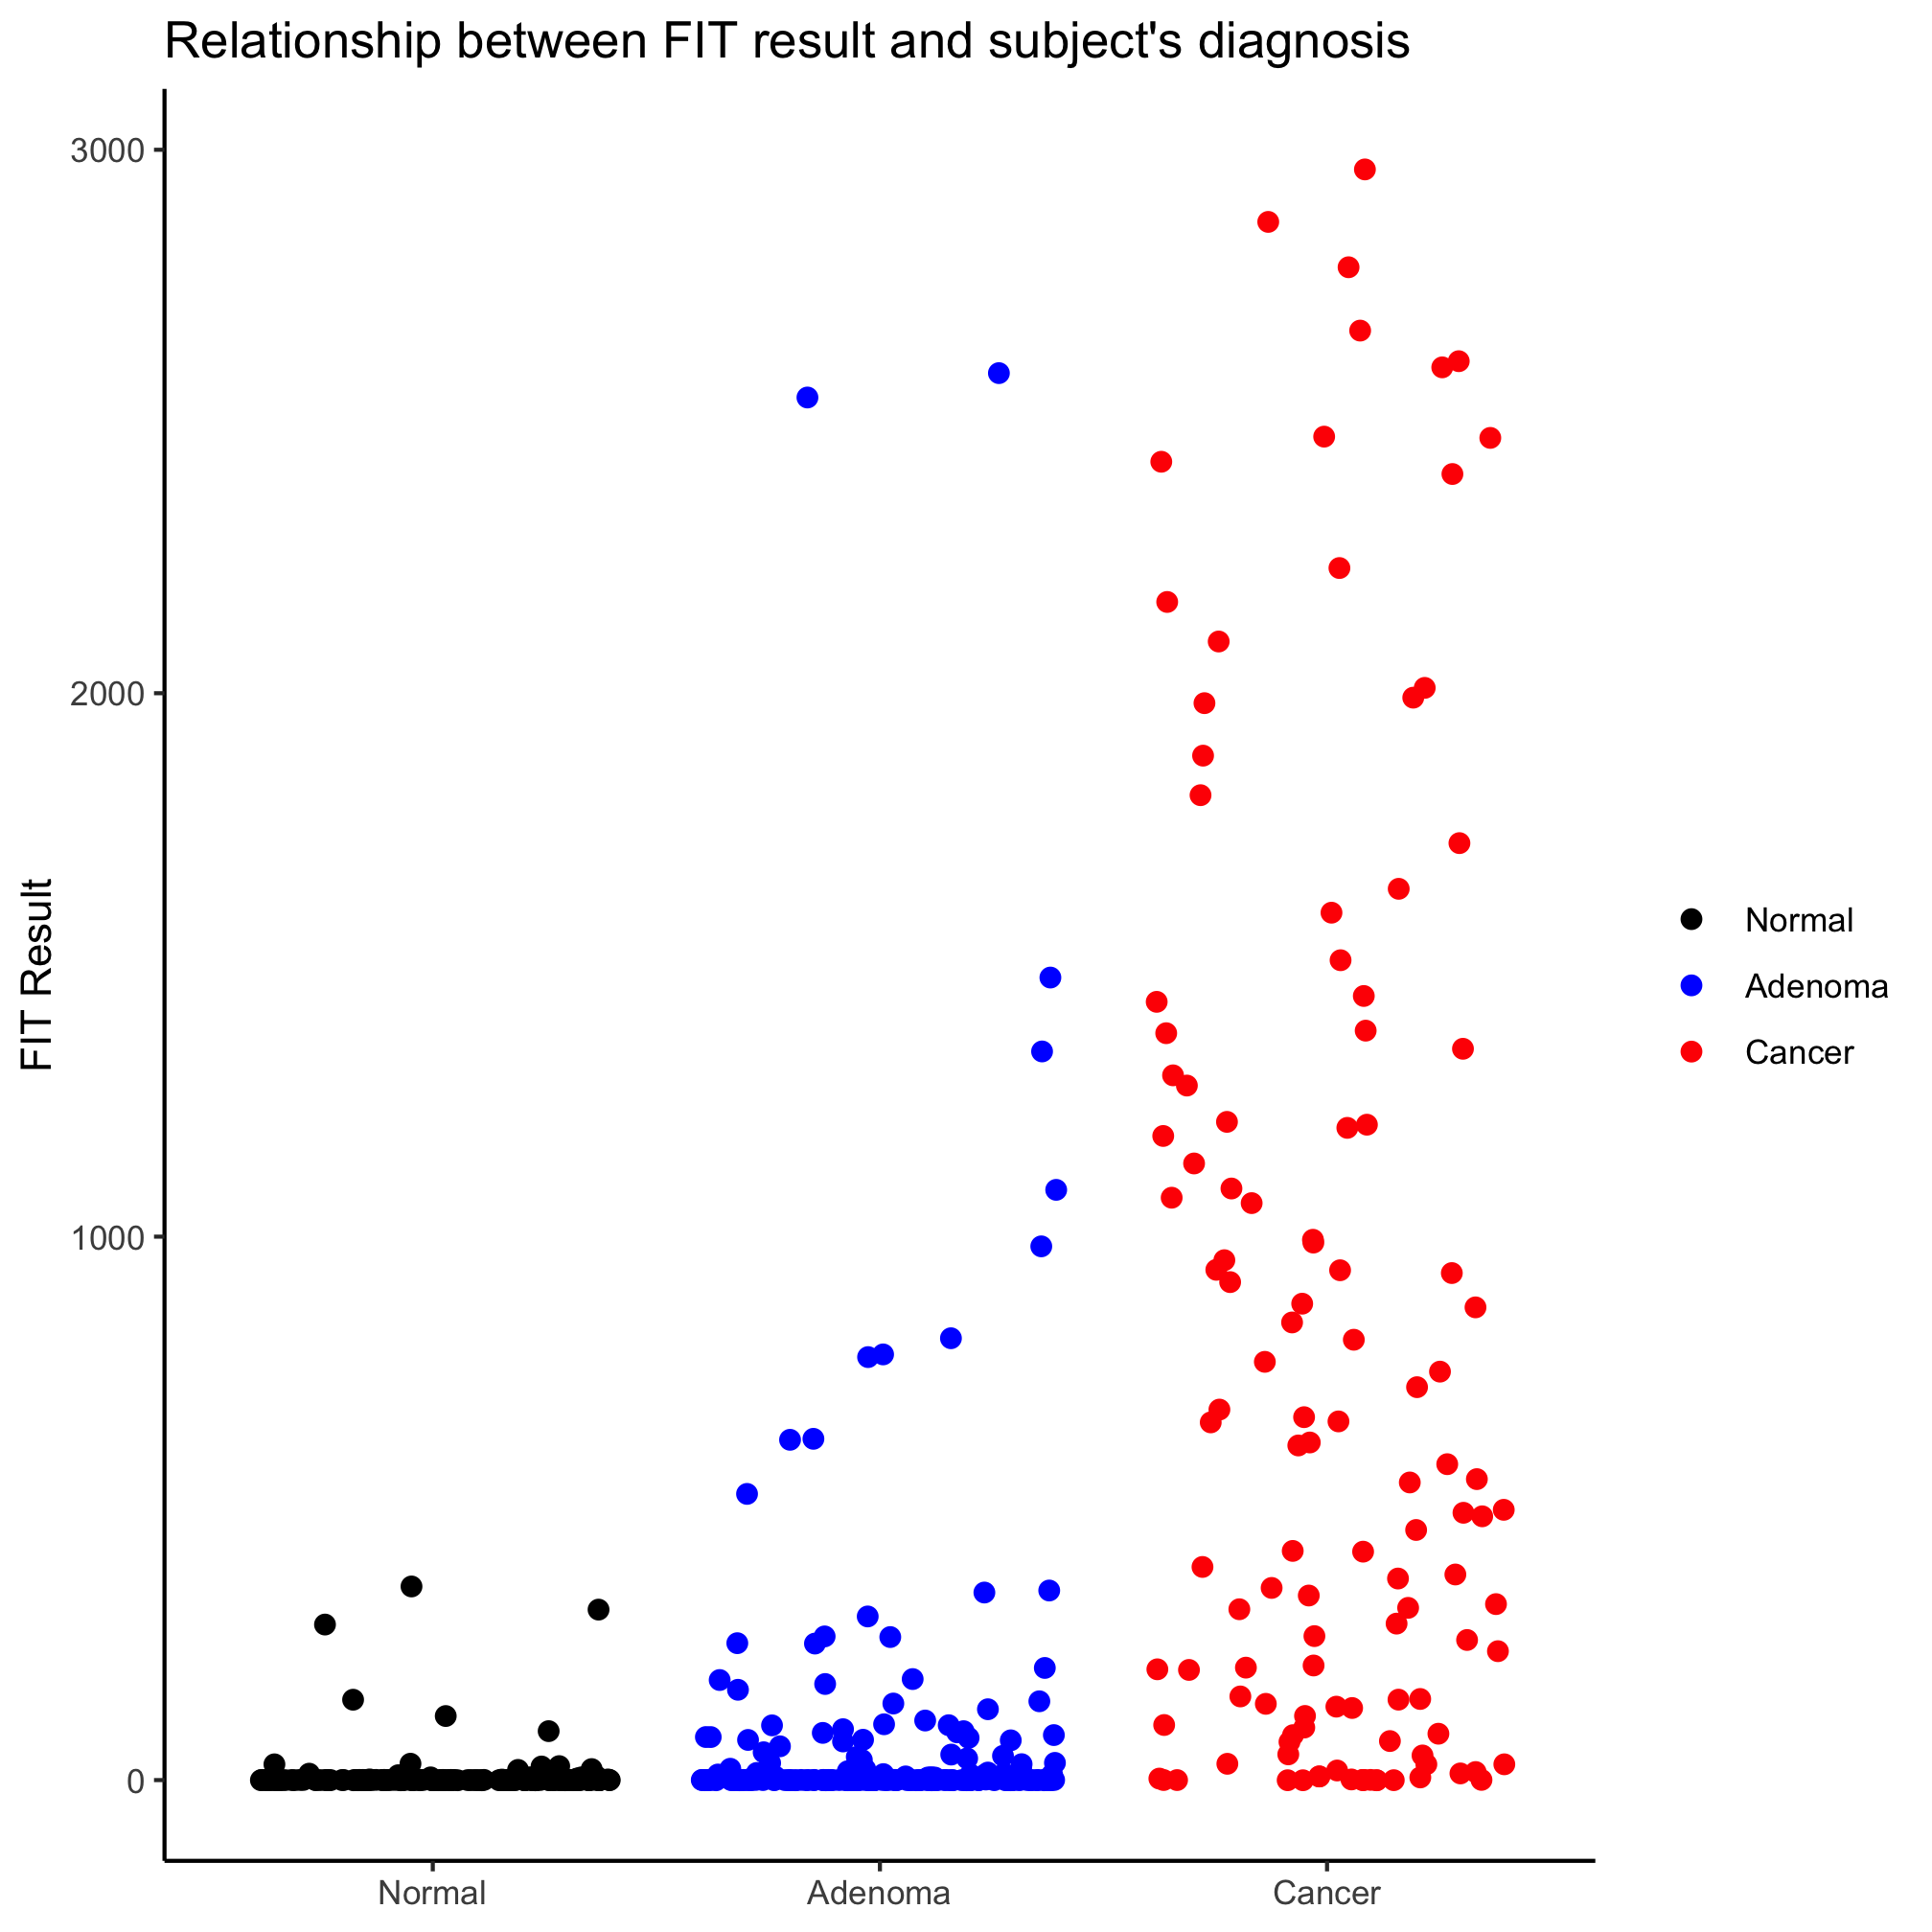 Relationship between FIT result and subject's diagnosis
FIT Result
3000
2000
1000
0
Normal
Adenoma
Cancer
Normal
Adenoma
Cancer